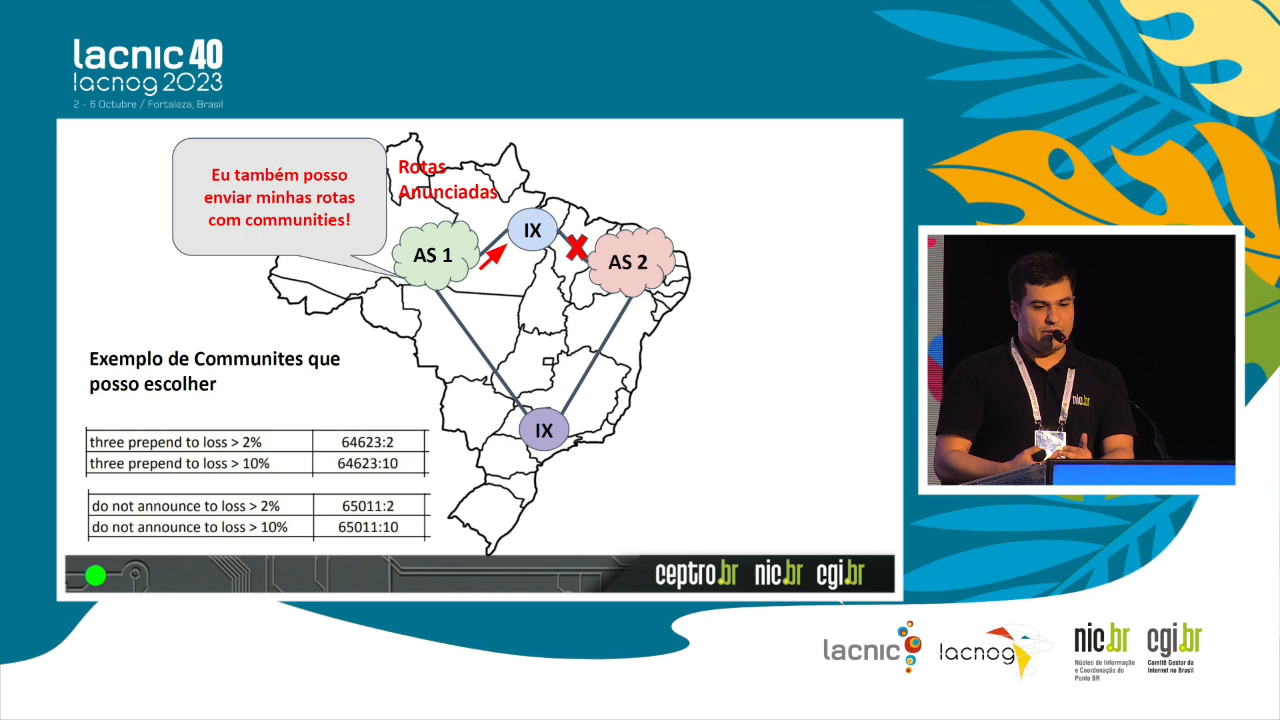 lacnic 40
lacnog 2023
2 - 6 Octubre / Fortaleza, Brasil
Eu também posso
enviar minhas rotas
com communities!
Rotas
Anunciadas
IX
AS 1
AS 2
Exemplo de Communites que
posso escolher
IX
three prepend to loss > 2% 64623:2
three prepend to loss > 10% 64623:10
do not announce to loss > 2% 65011:2
do not announce to loss > 10% 65011:10
nic.br
ceptro.br nic.br cgi.br
lacnic
lacnog
nic.br
Núcleo de Informação
e Coordenação do
Ponto BR
cgi.br
Comitê Gestor da
Internet no Brasil